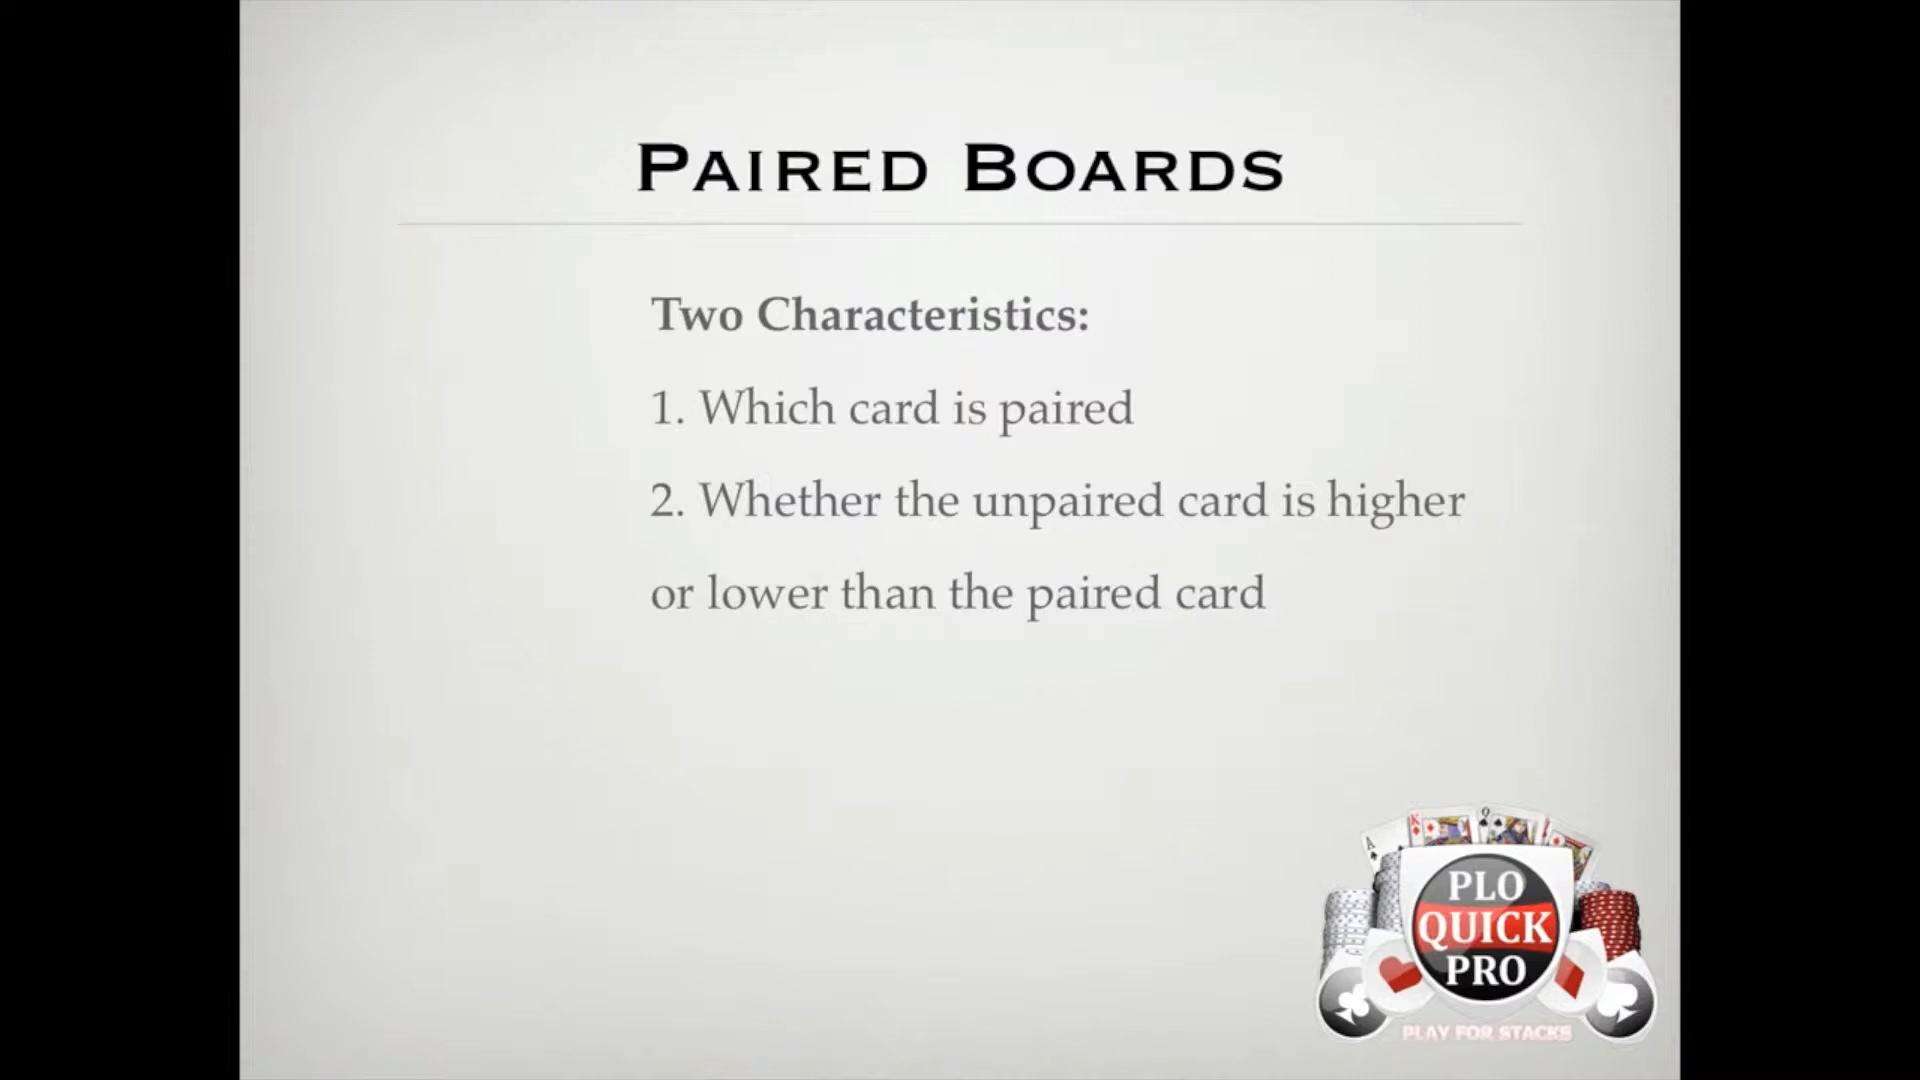 PAIRED BOARDS
Two Characteristics:
1. Which card is paired
2. Whether the unpaired card is higher
or lower than the paired card
A
K
Q
PLO
QUICK
PRO
PLAY FOR STACKS